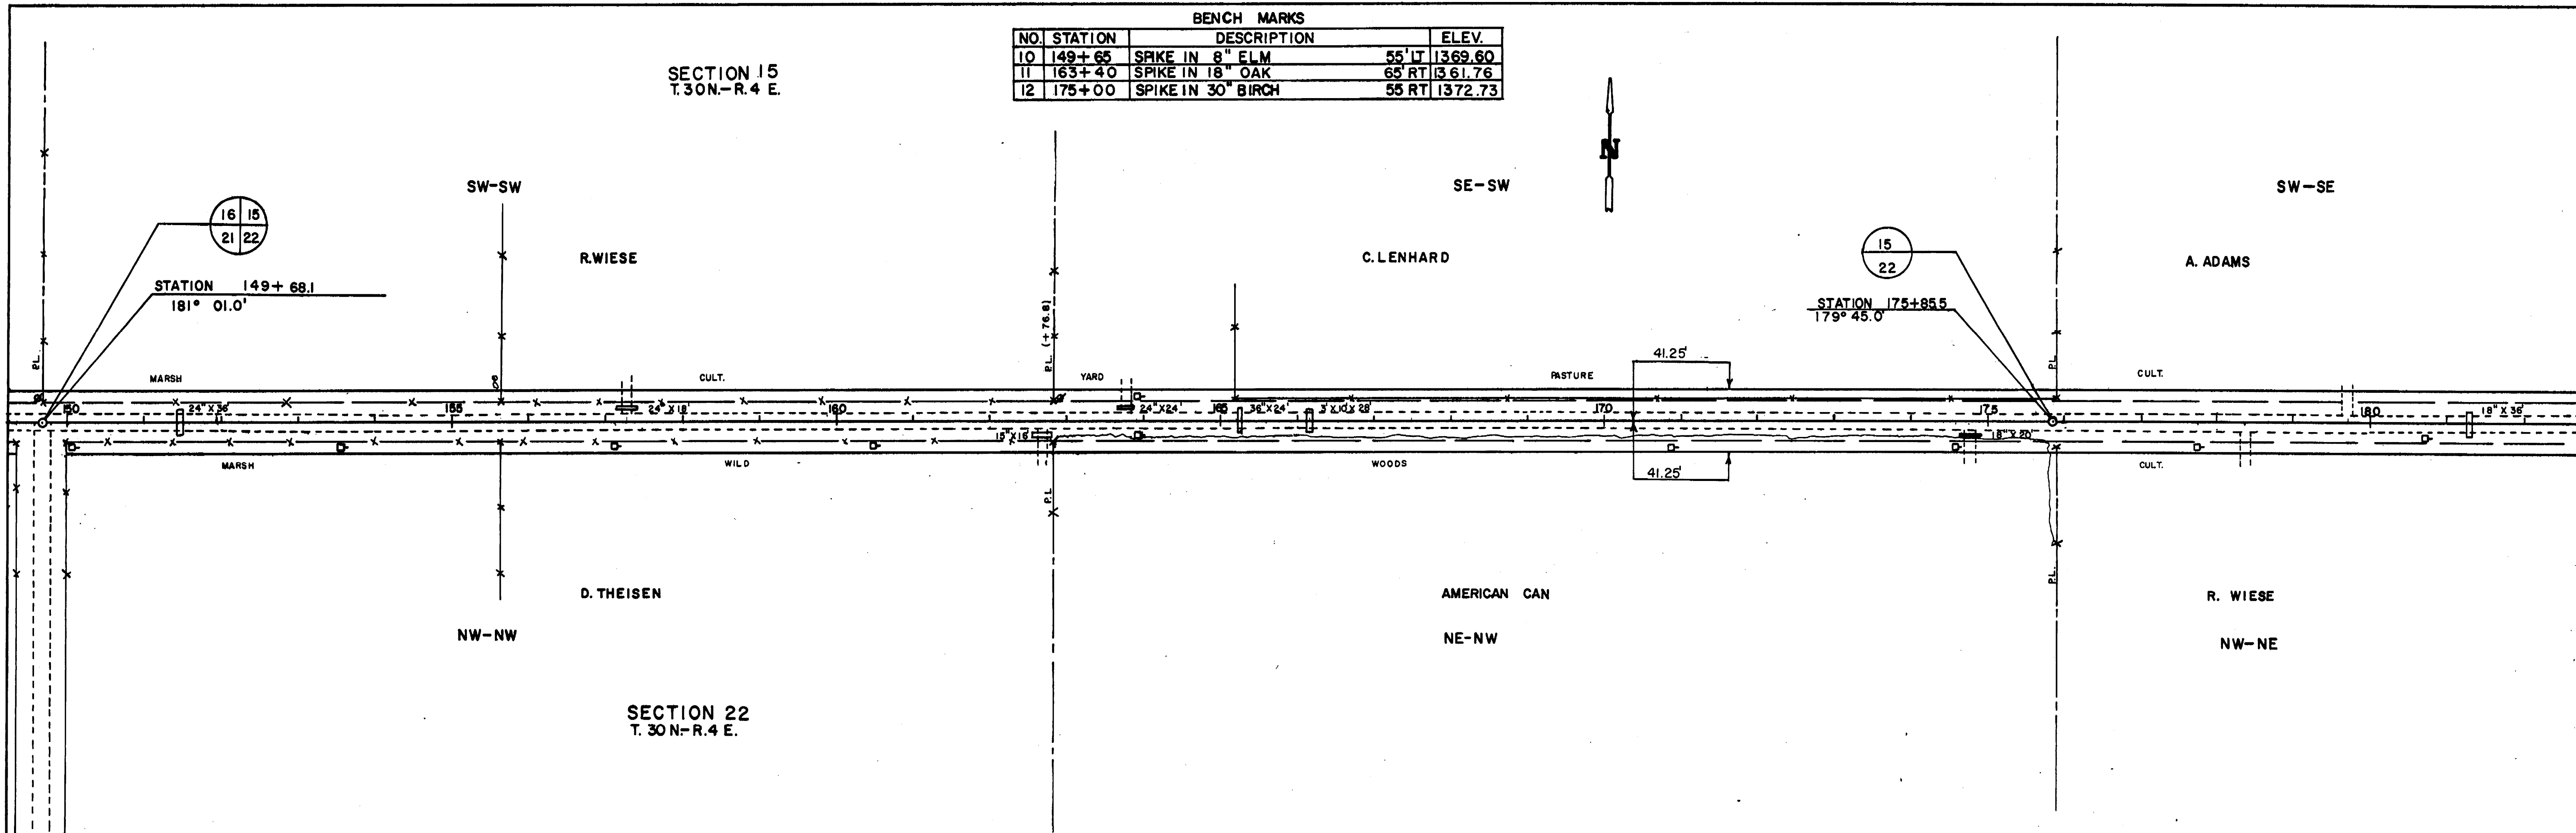 BENCH MARKS
NO. STATION DESCRIPTION ELEV.
10 149+65 SPIKE IN 8" ELM 55' LT 1369.60
11 163+40 SPIKE IN 18" OAK 65' RT 1361.76
12 175+00 SPIKE IN 30" BIRCH 55 RT 1372.73
SECTION 15
T. 30 N.-R. 4 E.
N
SW-SW
SE-SW
SW-SE
16 15
21 22
R. WIESE
C. LENHARD
15
22
A. ADAMS
STATION 149+68.1
181° 01.0'
STATION 175+85.5
179° 45.0'
P.L.
P.L. (+76.8)
P.L.
41.25'
MARSH
CULT.
YARD
PASTURE
CULT.
150
24" X 36'
155
24" X 18'
160
24" X 24'
165
36" X 24'
3' X 10' X 28'
170
175
180
18" X 36'
15" X 16'
18" X 20'
MARSH
WILD
WOODS
41.25'
CULT.
P.L.
P.L.
D. THEISEN
AMERICAN CAN
R. WIESE
NW-NW
NE-NW
NW-NE
SECTION 22
T. 30 N.-R. 4 E.